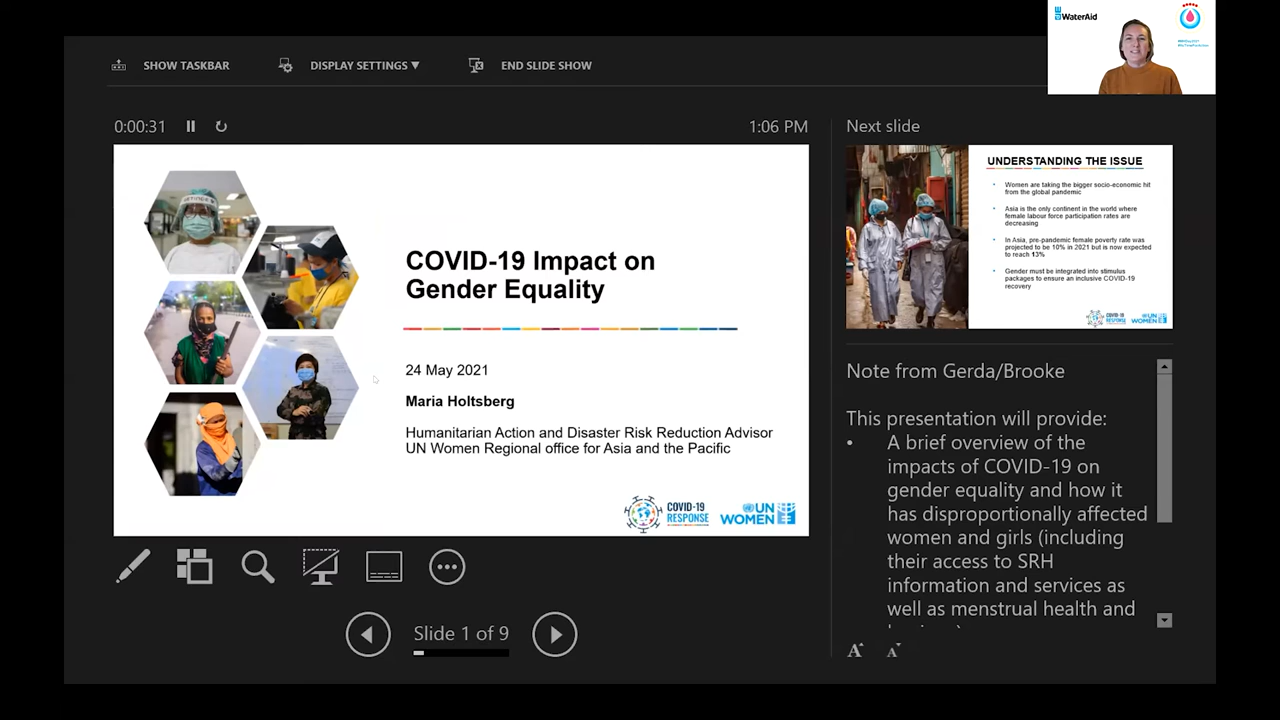 WaterAid
SHOW TASKBAR
DISPLAY SETTINGS ▼
END SLIDE SHOW
0:00:31
1:06 PM
COVID-19 Impact on
Gender Equality
24 May 2021
Maria Holtsberg
Humanitarian Action and Disaster Risk Reduction Advisor
UN Women Regional office for Asia and the Pacific
COVID-19
RESPONSE
UN
WOMEN
Slide 1 of 9
Next slide
UNDERSTANDING THE ISSUE
• Women are taking the bigger socio-economic hit
from the global pandemic
• Asia is the only continent in the world where
female labour force participation rates are
decreasing
• In Asia, pre-pandemic female poverty rate was
projected to be 10% in 2021 but is now expected
to reach 13%
• Gender must be integrated into stimulus
packages to ensure an inclusive COVID-19
recovery
COVID-19
RESPONSE
UN
WOMEN
Note from Gerda/Brooke
This presentation will provide:
• A brief overview of the
impacts of COVID-19 on
gender equality and how it
has disproportionally affected
women and girls (including
their access to SRH
information and services as
well as menstrual health and
A A